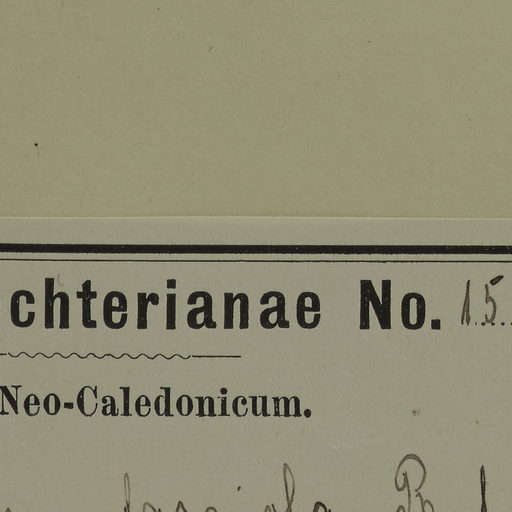 chterianae No. 15
Neo-Caledonicum.